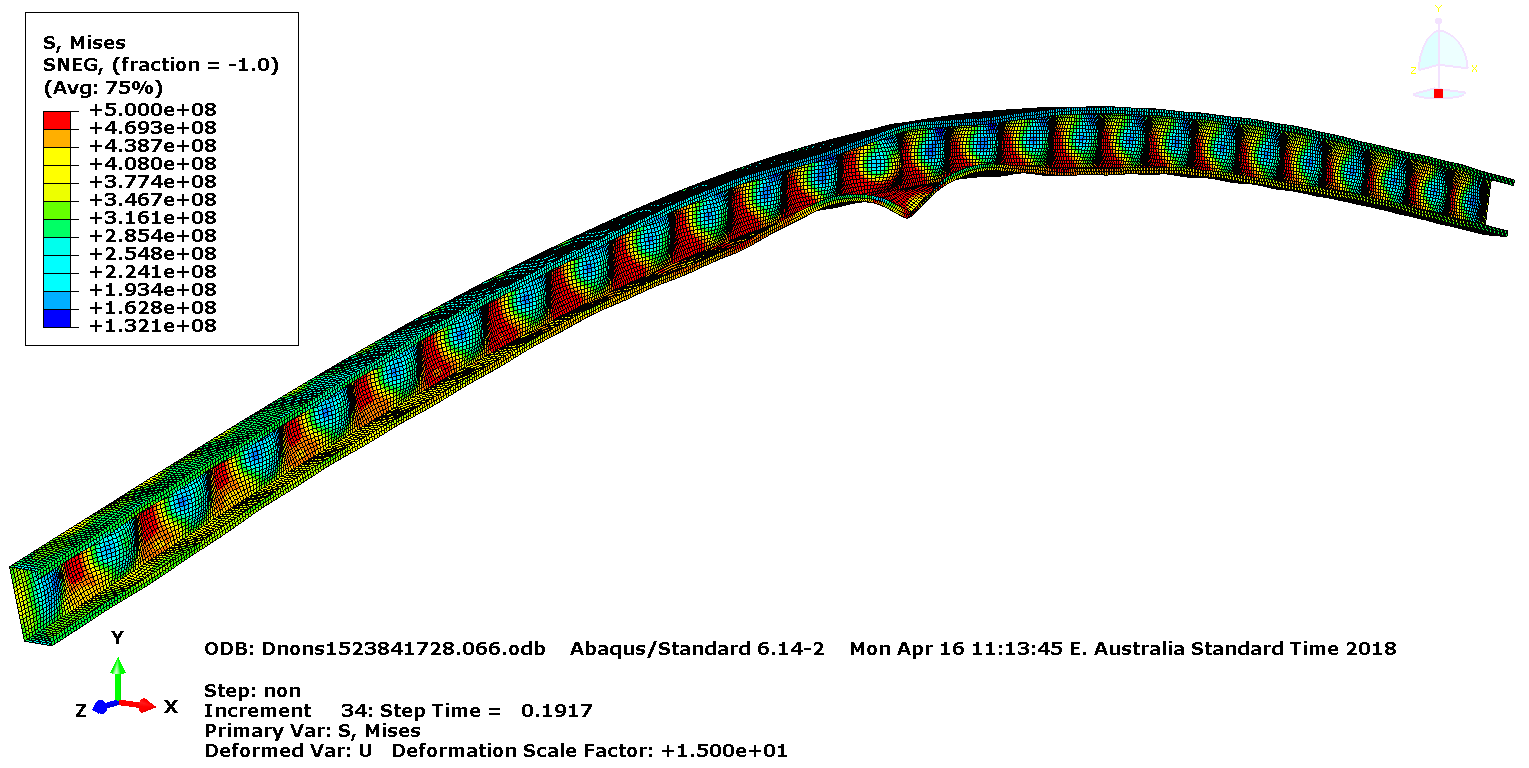 S, Mises
SNEG, (fraction = -1.0)
(Avg: 75%)
+5.000e+08
+4.693e+08
+4.387e+08
+4.080e+08
+3.774e+08
+3.467e+08
+3.161e+08
+2.854e+08
+2.548e+08
+2.241e+08
+1.934e+08
+1.628e+08
+1.321e+08
Y
Z X
Y
Z X
ODB: Dnons1523841728.066.odb Abaqus/Standard 6.14-2 Mon Apr 16 11:13:45 E. Australia Standard Time 2018
Step: non
Increment 34: Step Time = 0.1917
Primary Var: S, Mises
Deformed Var: U Deformation Scale Factor: +1.500e+01